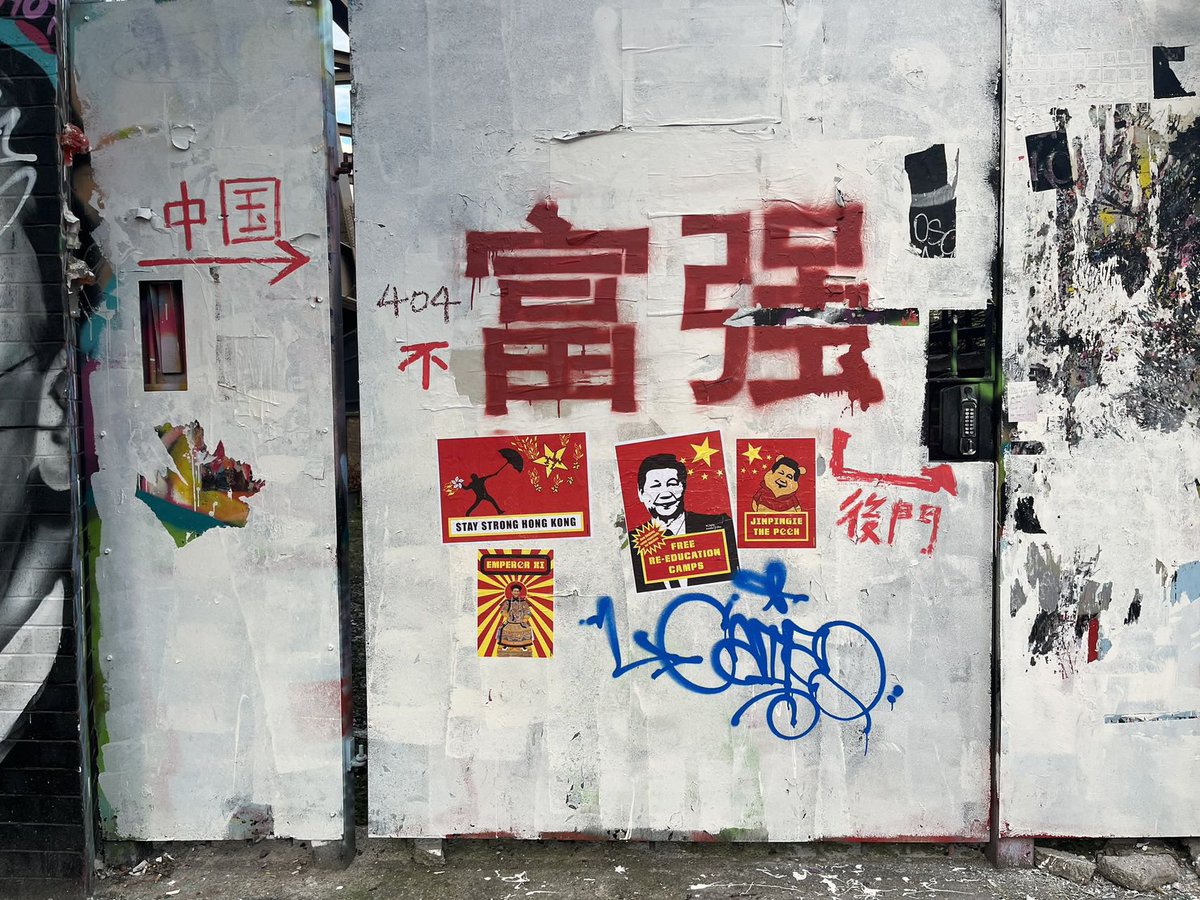 中国
富强
404
不
STAY STRONG HONG KONG
FREE
RE-EDUCATION
CAMPS
JINPINGIE
THE POOH
後門
EMPEROR XI
OSC